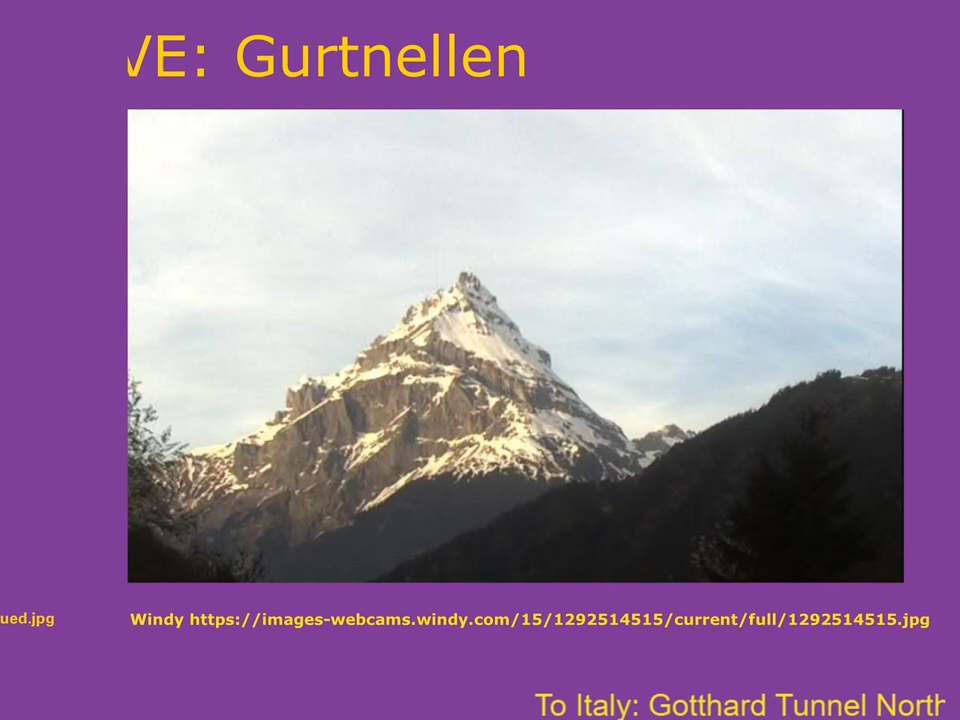 VE: Gurtnellen
ued.jpg
Windy https://images-webcams.windy.com/15/1292514515/current/full/1292514515.jpg
To Italy: Gotthard Tunnel North